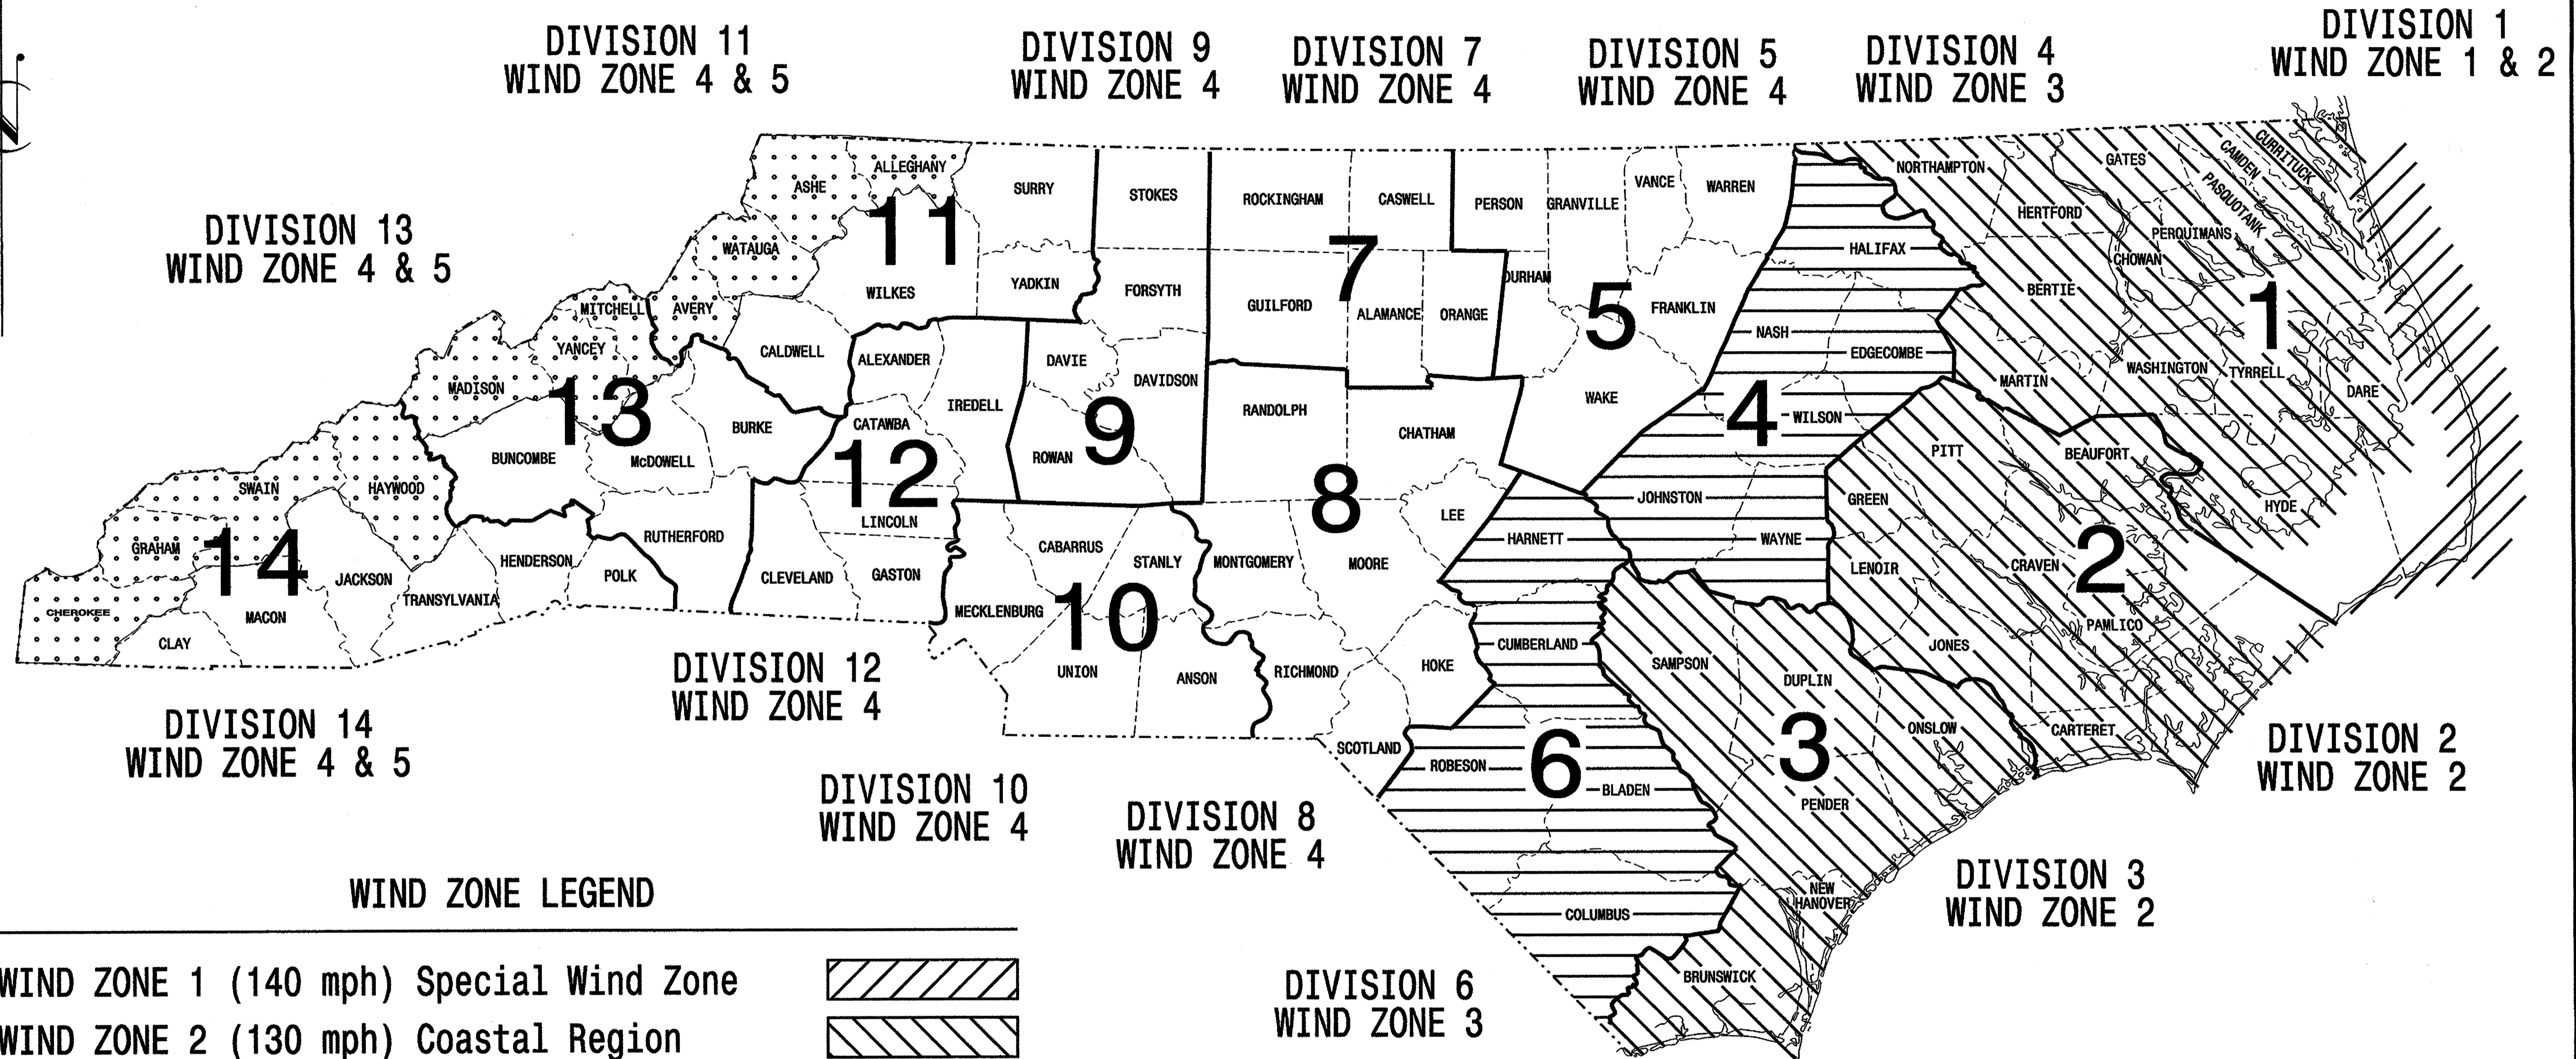 DIVISION 11
WIND ZONE 4 & 5
DIVISION 9
WIND ZONE 4
DIVISION 7
WIND ZONE 4
DIVISION 5
WIND ZONE 4
DIVISION 4
WIND ZONE 3
DIVISION 1
WIND ZONE 1 & 2
DIVISION 13
WIND ZONE 4 & 5
N
ASHE
ALLEGHANY
SURRY
STOKES
ROCKINGHAM
CASWELL
PERSON
GRANVILLE
VANCE
WARREN
NORTHAMPTON
GATES
CAMDEN
CURRITUCK
PASQUOTANK
HERTFORD
PERQUIMANS
CHOWAN
HALIFAX
WATAUGA
11
WILKES
YADKIN
FORSYTH
7
GUILFORD
ALAMANCE
ORANGE
DURHAM
5
FRANKLIN
NASH
EDGECOMBE
BERTIE
1
MITCHELL
AVERY
YANCEY
MADISON
13
CALDWELL
ALEXANDER
DAVIE
DAVIDSON
IREDELL
RANDOLPH
CHATHAM
WAKE
4
WILSON
MARTIN
WASHINGTON
TYRRELL
DARE
BURKE
CATAWBA
12
ROWAN
9
BUNCOMBE
McDOWELL
PITT
BEAUFORT
HYDE
SWAIN
HAYWOOD
LINCOLN
8
LEE
JOHNSTON
GREEN
GRAHAM
14
JACKSON
HENDERSON
RUTHERFORD
POLK
CLEVELAND
GASTON
CABARRUS
STANLY
MONTGOMERY
MOORE
HARNETT
WAYNE
LENOIR
CRAVEN
2
CHEROKEE
CLAY
MACON
TRANSYLVANIA
MECKLENBURG
10
UNION
ANSON
RICHMOND
HOKE
CUMBERLAND
SAMPSON
DUPLIN
JONES
PAMLICO
SCOTLAND
ROBESON
6
BLADEN
3
PENDER
ONSLOW
CARTERET
COLUMBUS
NEW
HANOVER
BRUNSWICK
DIVISION 12
WIND ZONE 4
DIVISION 14
WIND ZONE 4 & 5
DIVISION 10
WIND ZONE 4
DIVISION 8
WIND ZONE 4
DIVISION 2
WIND ZONE 2
DIVISION 3
WIND ZONE 2
DIVISION 6
WIND ZONE 3
WIND ZONE LEGEND
WIND ZONE 1 (140 mph) Special Wind Zone
WIND ZONE 2 (130 mph) Coastal Region